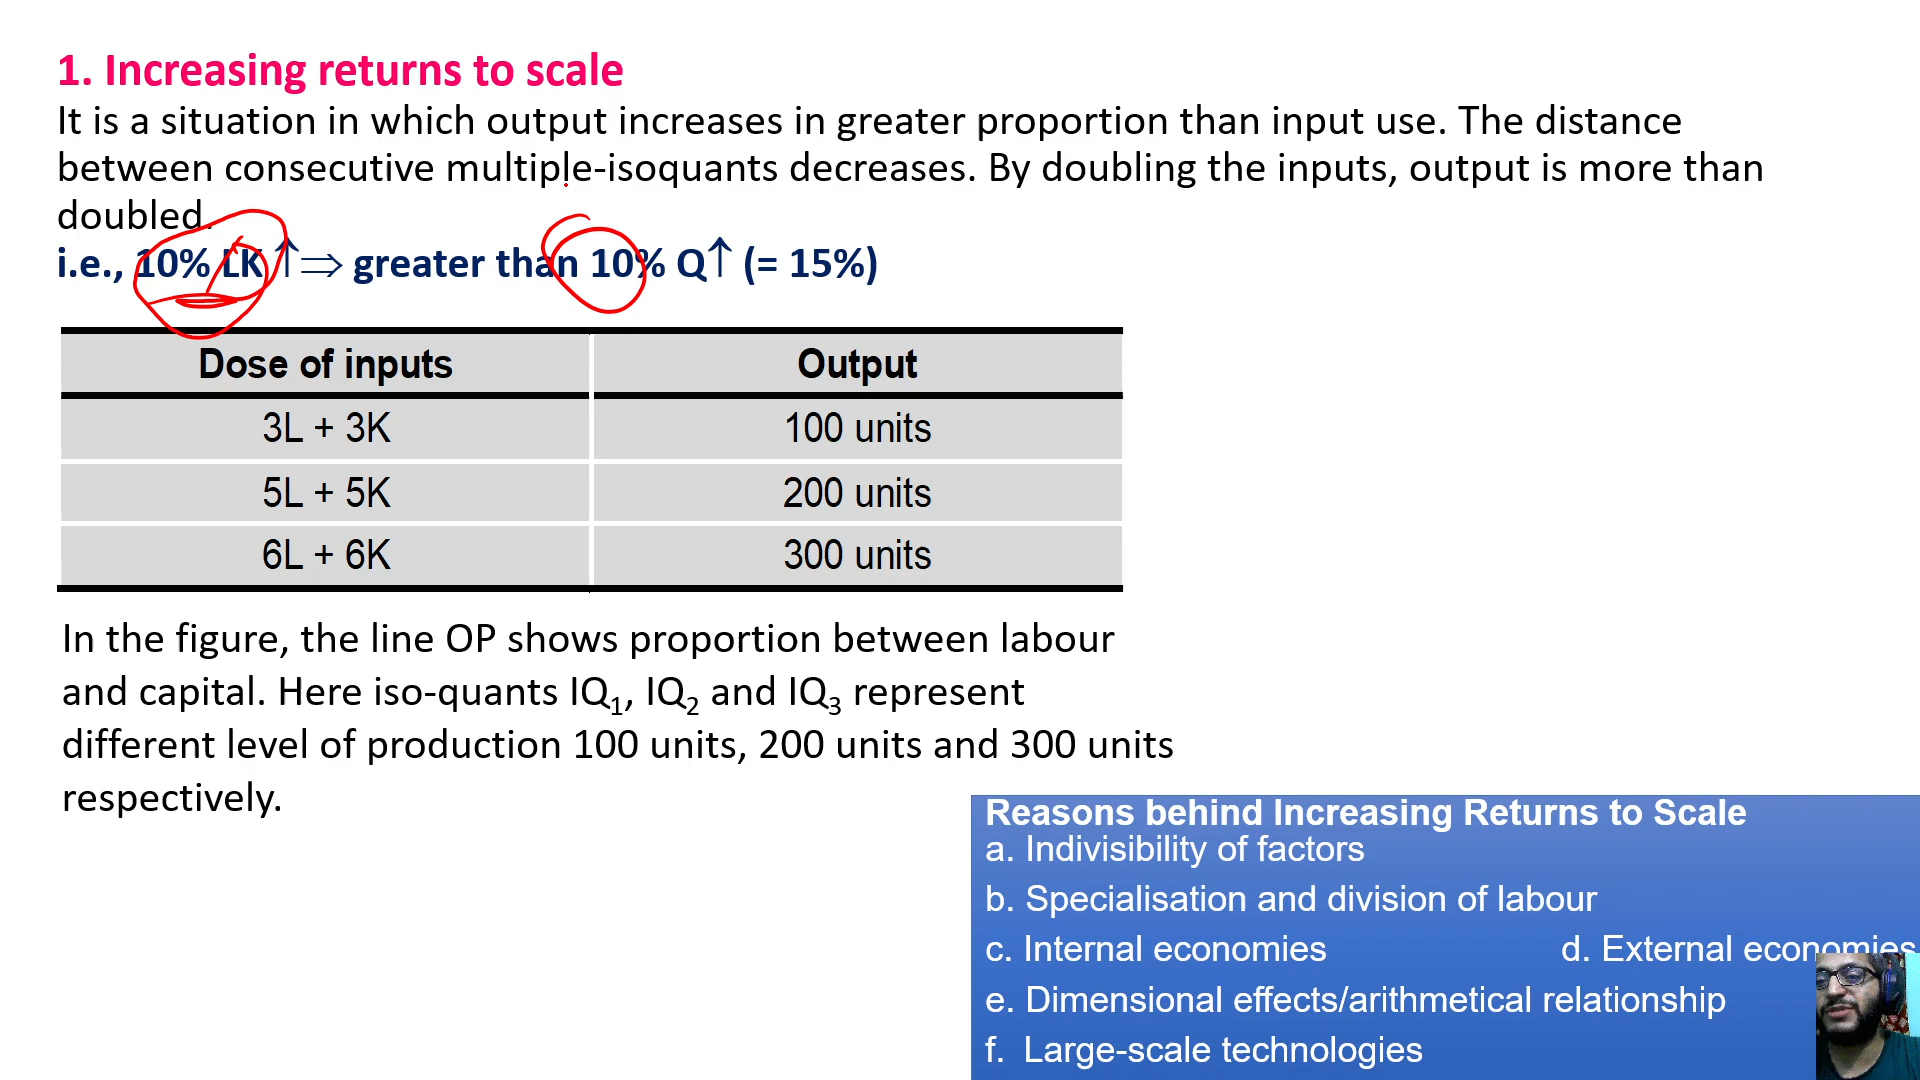 1. Increasing returns to scale
It is a situation in which output increases in greater proportion than input use. The distance
between consecutive multiple-isoquants decreases. By doubling the inputs, output is more than
doubled.
i.e., 10% LK ↑⇒ greater than 10% Q↑ (= 15%)
Dose of inputs Output
3L + 3K 100 units
5L + 5K 200 units
6L + 6K 300 units
In the figure, the line OP shows proportion between labour
and capital. Here iso-quants IQ₁, IQ₂ and IQ₃ represent
different level of production 100 units, 200 units and 300 units
respectively.
Reasons behind Increasing Returns to Scale
a. Indivisibility of factors
b. Specialisation and division of labour
c. Internal economies d. External economies
e. Dimensional effects/arithmetical relationship
f. Large-scale technologies